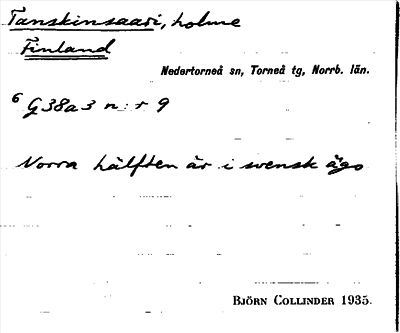 Tanskinsaari, holme
Finland
Nedertorneå sn, Torneå tg, Norrb. län.
6 G38a3 n:r 9
Norra hälften är i svensk ägo
BJÖRN COLLINDER 1935.